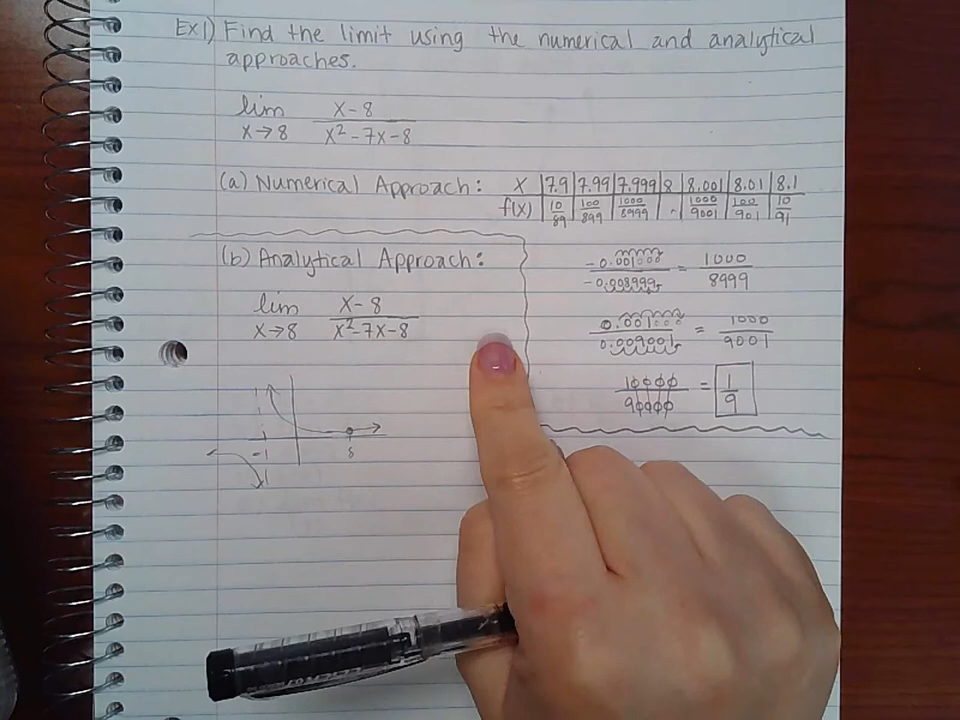 Ex1) Find the limit using the numerical and analytical
approaches.
lim x→8 (x-8)/(x²-7x-8)
(a) Numerical Approach: x | 7.9 | 7.99 | 7.999 | 8 | 8.001 | 8.01 | 8.1
f(x) | 10/89 | 100/899 | 1000/8999 | . | 1000/9001 | 100/901 | 10/91
(b) Analytical Approach:
lim x→8 (x-8)/(x²-7x-8)
-0.001000/-0.008999 = 1000/8999
0.001000/0.009001 = 1000/9001
10000/90000 = 1/9
-1 8